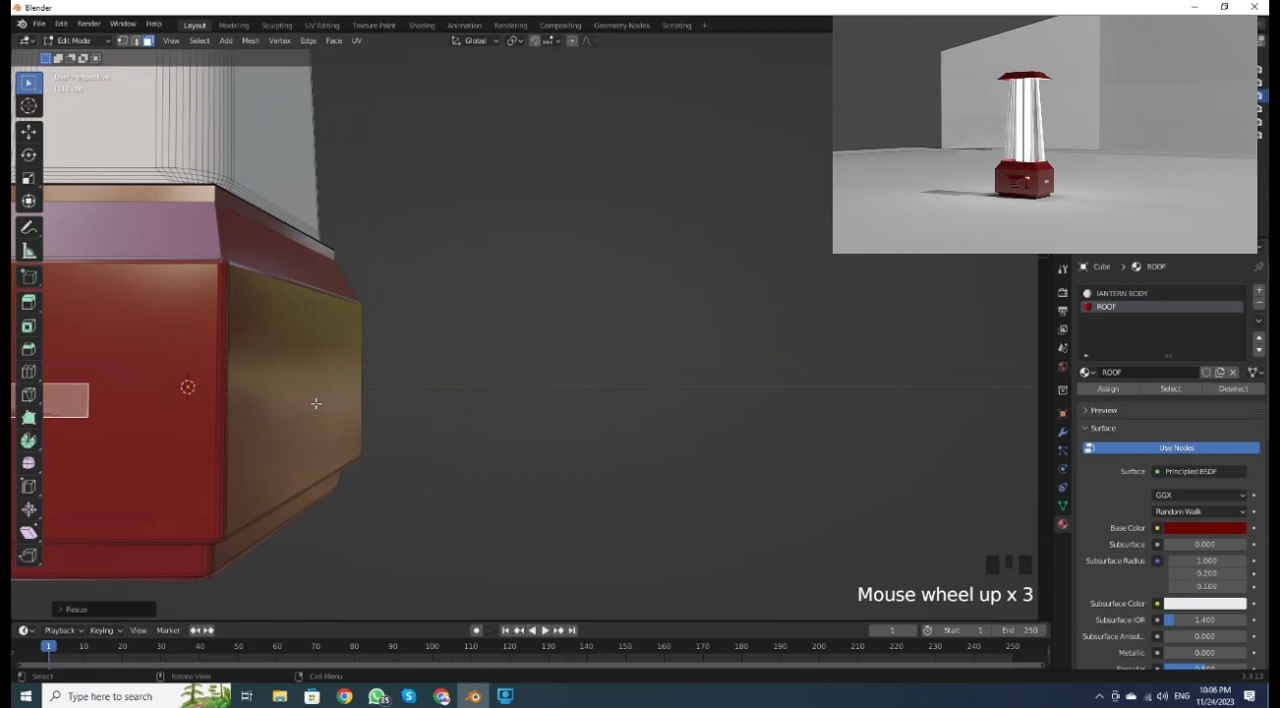 Blender
File Edit Render Window Help Layout Modeling Sculpting UV Editing Texture Paint Shading Animation Rendering Compositing Geometry Nodes Scripting +
Edit Mode View Select Add Mesh Vertex Edge Face UV Global
User Perspective
(1) Cube
Cube > ROOF
lANTERN BODY
ROOF
ROOF
Assign Select Deselect
Preview
Surface
Use Nodes
Surface Principled BSDF
GGX
Random Walk
Base Color
Subsurface 0.000
Subsurface Radius 1.000
0.200
0.100
Subsurface Color
Subsurface IOR 1.400
Subsurface Anisot... 0.000
Metallic 0.000
Mouse wheel up x 3
> Resize
Playback Keying View Marker 1 Start 1 End 250
1 10 20 30 40 50 60 70 80 90 100 110 120 130 140 150 160 170 180 190 200 210 220 230 240 250
Select Rotate View Call Menu 3.3.12
Type here to search 35 ENG 10:06 PM
11/24/2023